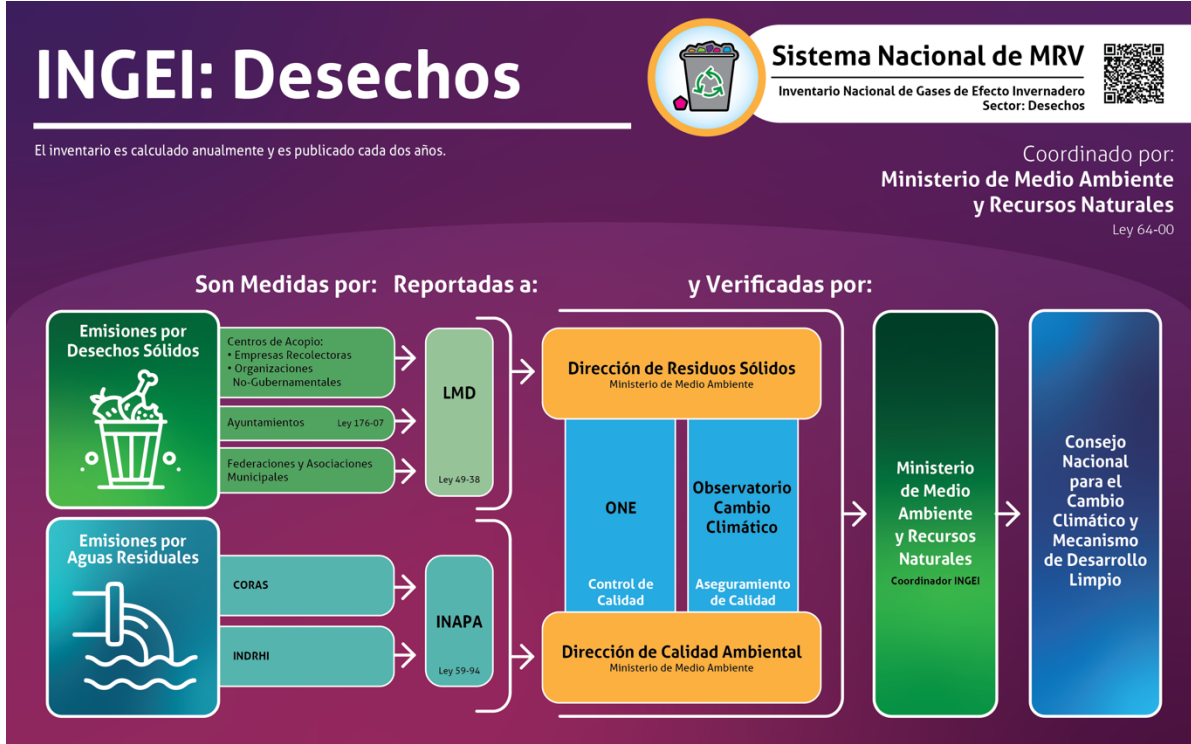 INGEI: Desechos
Sistema Nacional de MRV
Inventario Nacional de Gases de Efecto Invernadero
Sector: Desechos
El inventario es calculado anualmente y es publicado cada dos años.
Coordinado por:
Ministerio de Medio Ambiente
y Recursos Naturales
Ley 64-00
Son Medidas por:
Reportadas a:
y Verificadas por:
Emisiones por
Desechos Sólidos
Centros de Acopio:
• Empresas Recolectoras
• Organizaciones
No-Gubernamentales
Ayuntamientos Ley 176-07
Federaciones y Asociaciones
Municipales
LMD
Ley 49-38
Emisiones por
Aguas Residuales
CORAS
INDRHI
INAPA
Ley 59-94
Dirección de Residuos Sólidos
Ministerio de Medio Ambiente
ONE
Control de
Calidad
Observatorio
Cambio
Climático
Aseguramiento
de Calidad
Dirección de Calidad Ambiental
Ministerio de Medio Ambiente
Ministerio
de Medio
Ambiente
y Recursos
Naturales
Coordinador INGEI
Consejo
Nacional
para el
Cambio
Climático y
Mecanismo
de Desarrollo
Limpio